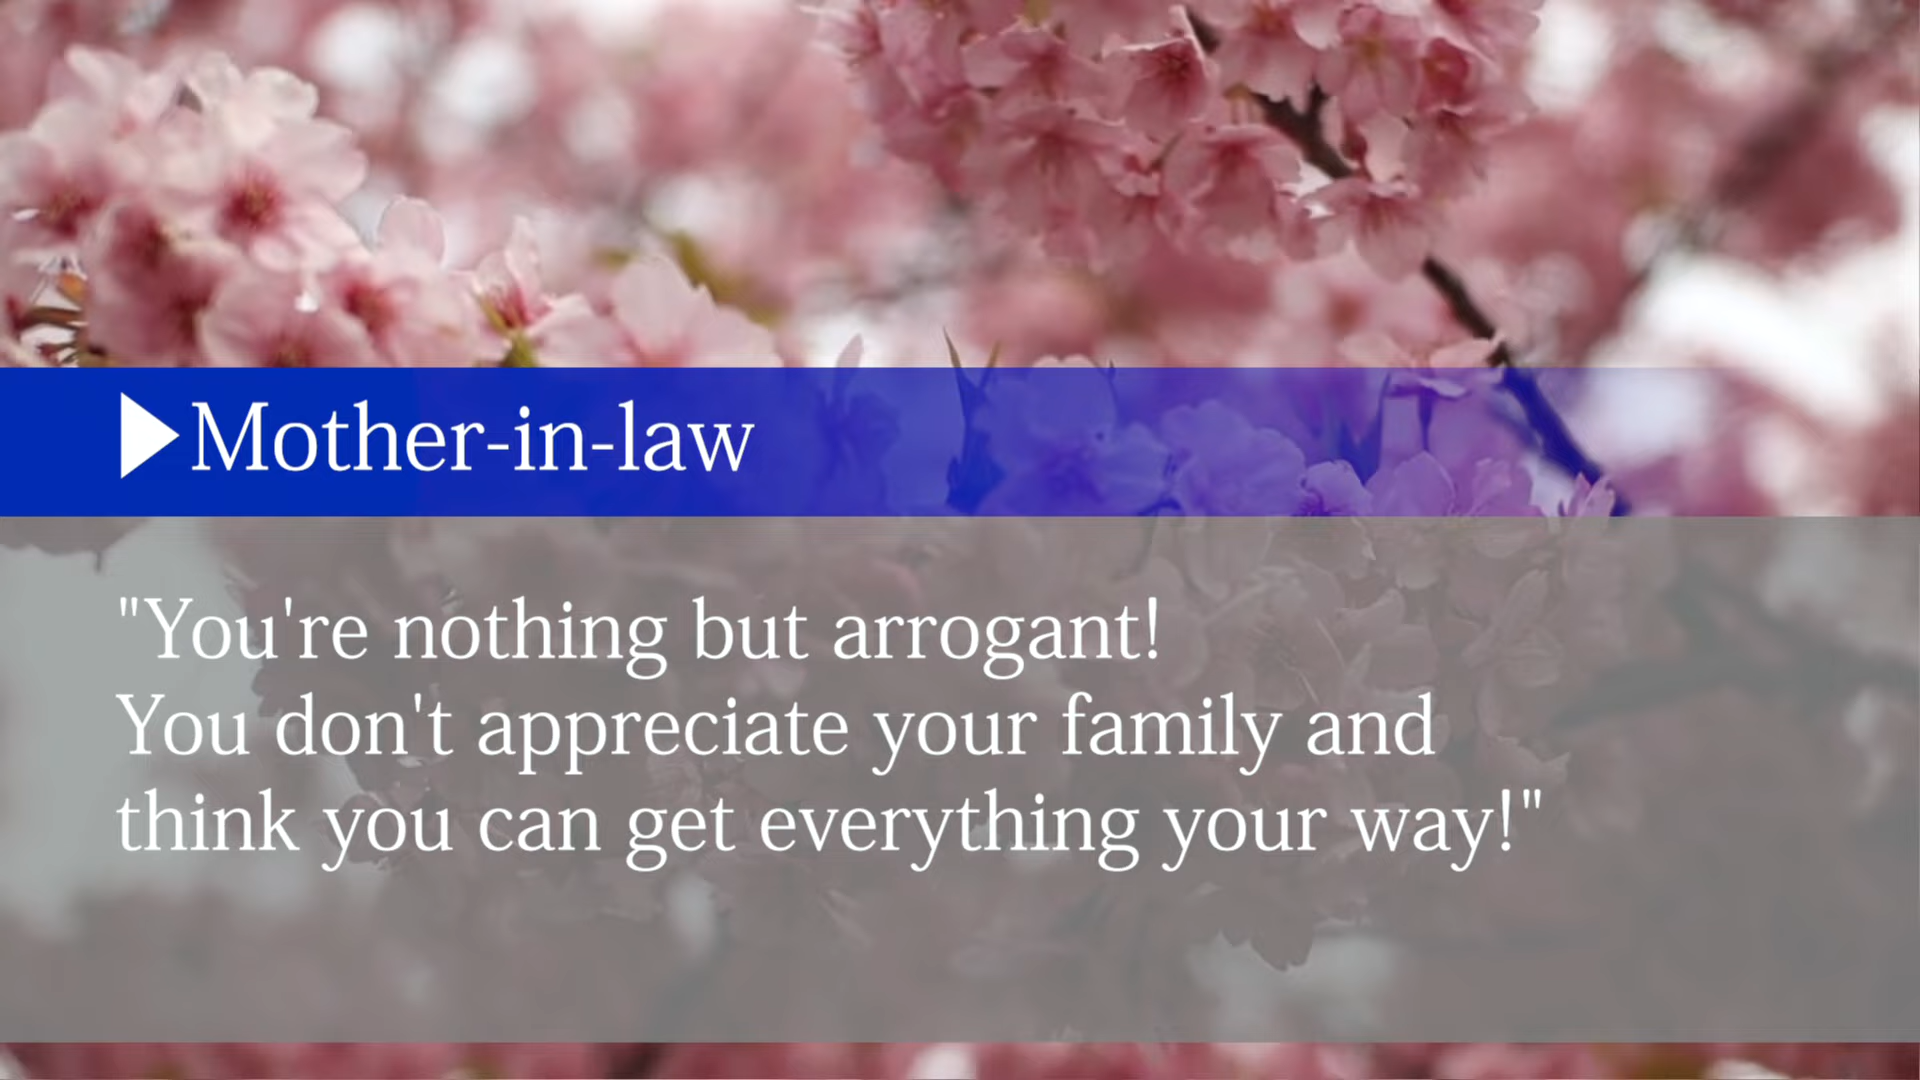 ▶Mother-in-law
"You're nothing but arrogant!
You don't appreciate your family and
think you can get everything your way!"